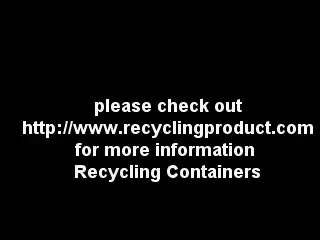 please check out
http://www.recyclingproduct.com
for more information
Recycling Containers